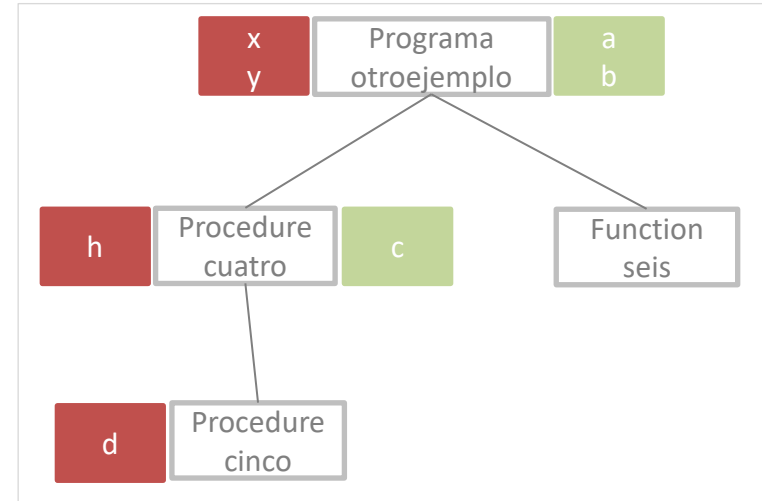 x
y
Programa
otroejemplo
a
b
h
Procedure
cuatro
c
Function
seis
d
Procedure
cinco